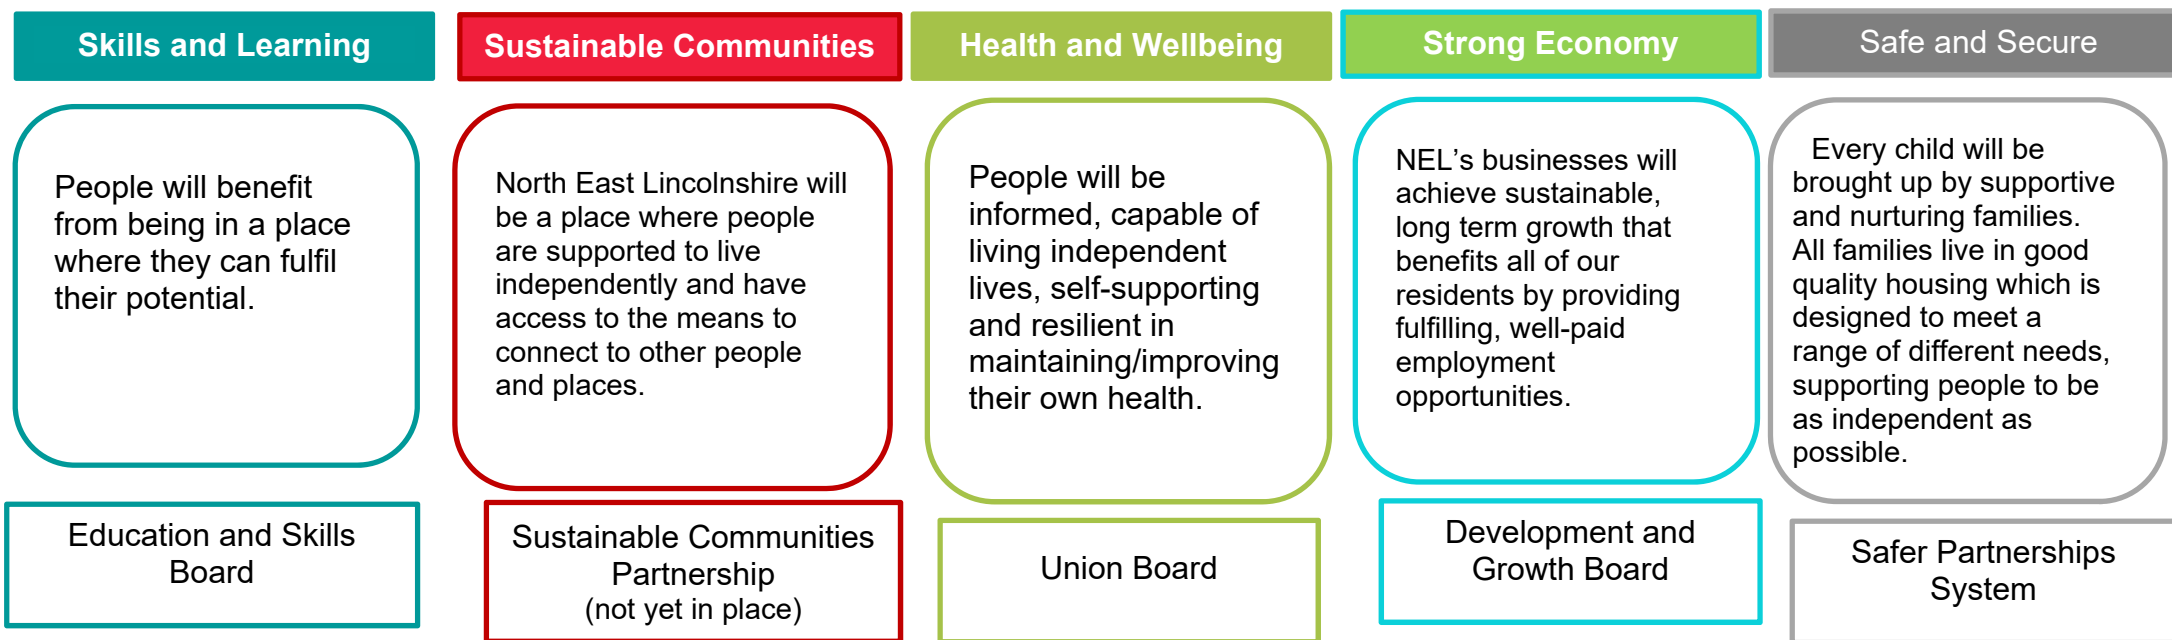 Skills and Learning
Sustainable Communities
Health and Wellbeing
Strong Economy
Safe and Secure
People will benefit
from being in a place
where they can fulfil
their potential.
North East Lincolnshire will
be a place where people
are supported to live
independently and have
access to the means to
connect to other people
and places.
People will be
informed, capable of
living independent
lives, self-supporting
and resilient in
maintaining/improving
their own health.
NEL’s businesses will
achieve sustainable,
long term growth that
benefits all of our
residents by providing
fulfilling, well-paid
employment
opportunities.
Every child will be
brought up by supportive
and nurturing families.
All families live in good
quality housing which is
designed to meet a
range of different needs,
supporting people to be
as independent as
possible.
Education and Skills
Board
Sustainable Communities
Partnership
(not yet in place)
Union Board
Development and
Growth Board
Safer Partnerships
System